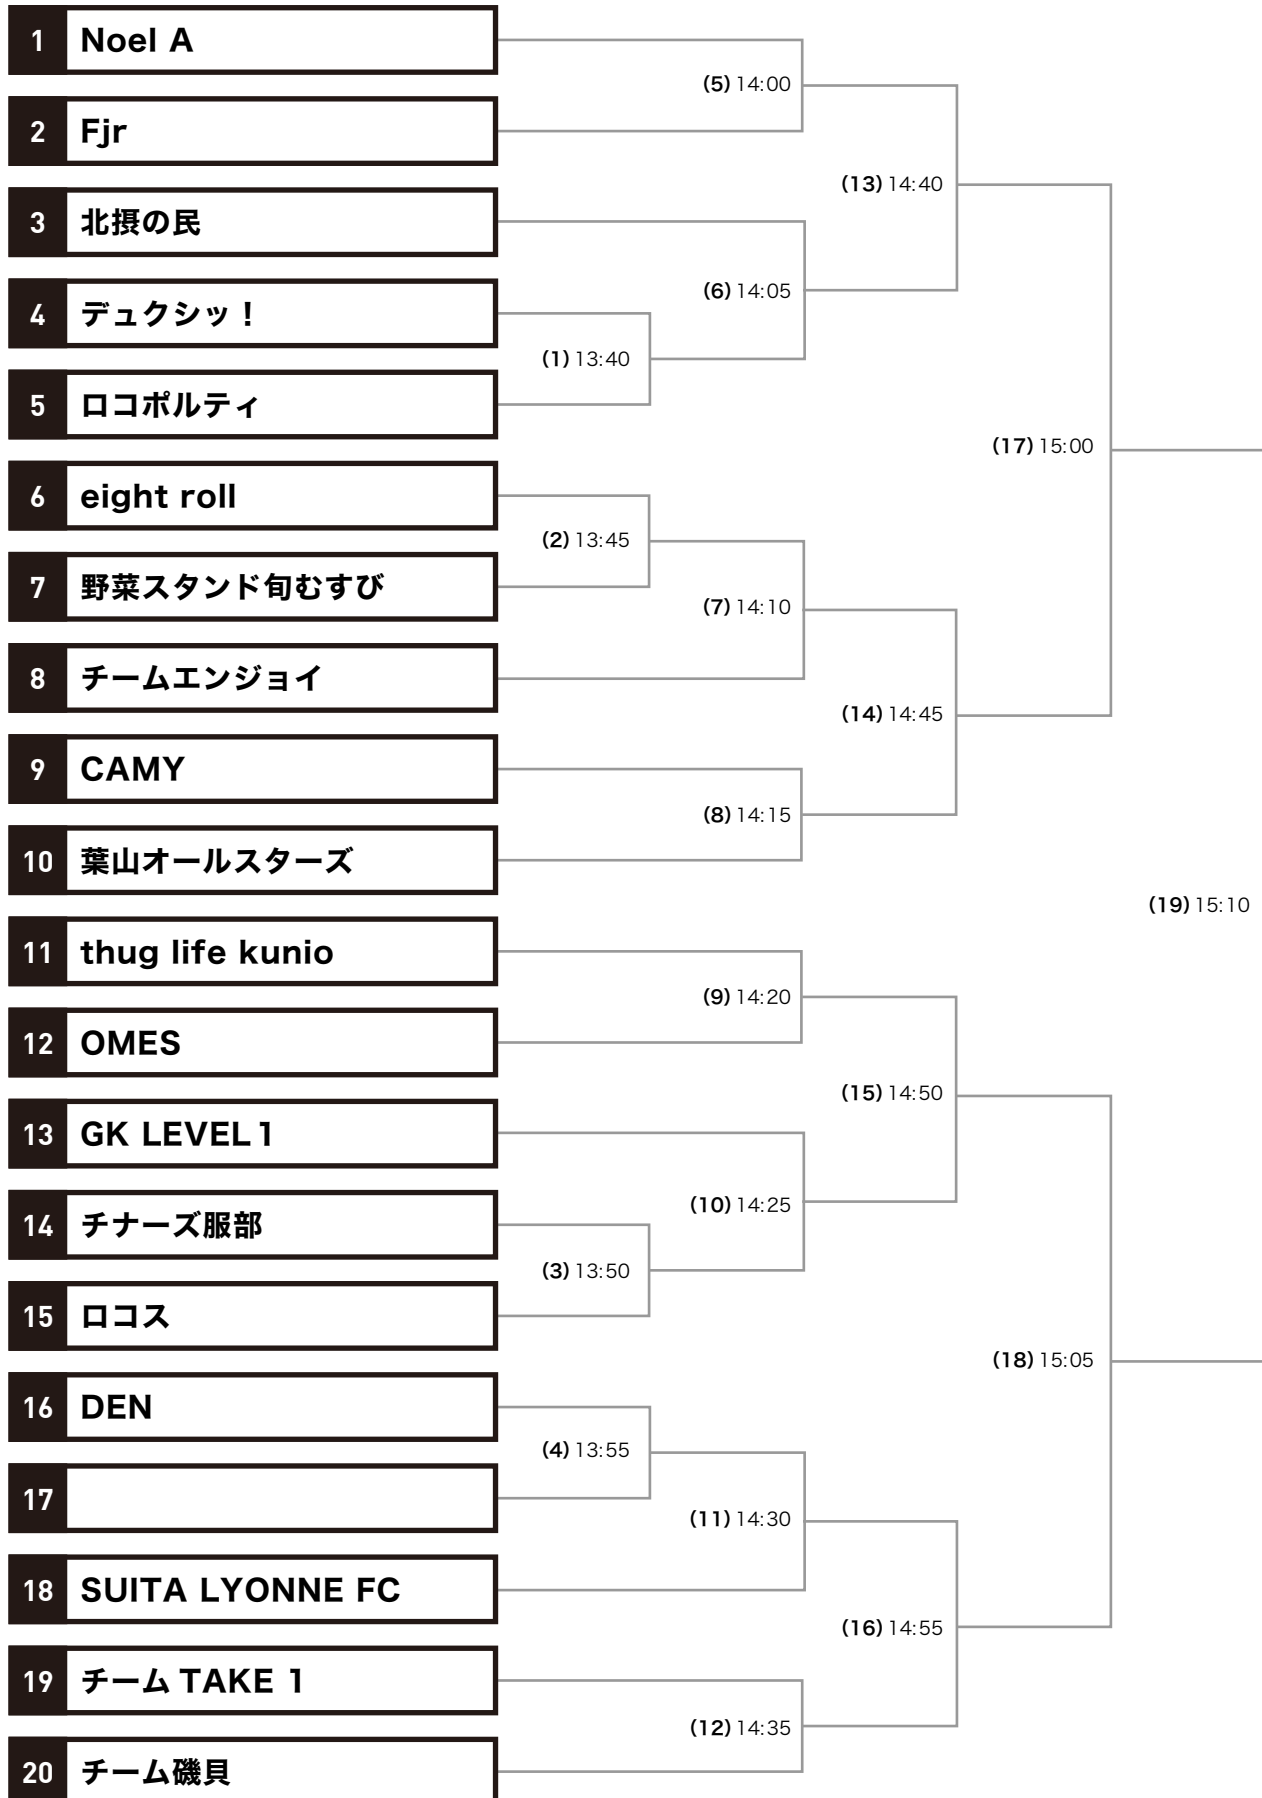 1 Noel A
(5) 14:00
2 Fjr
(13) 14:40
3 北摂の民
(6) 14:05
4 デュクシッ！
(1) 13:40
5 ロコポルティ
(17) 15:00
6 eight roll
(2) 13:45
7 野菜スタンド旬むすび
(7) 14:10
8 チームエンジョイ
(14) 14:45
9 CAMY
(8) 14:15
10 葉山オールスターズ
(19) 15:10
11 thug life kunio
(9) 14:20
12 OMES
(15) 14:50
13 GK LEVEL1
(10) 14:25
14 チナーズ服部
(3) 13:50
15 ロコス
(18) 15:05
16 DEN
(4) 13:55
17
(11) 14:30
18 SUITA LYONNE FC
(16) 14:55
19 チーム TAKE 1
(12) 14:35
20 チーム磯貝